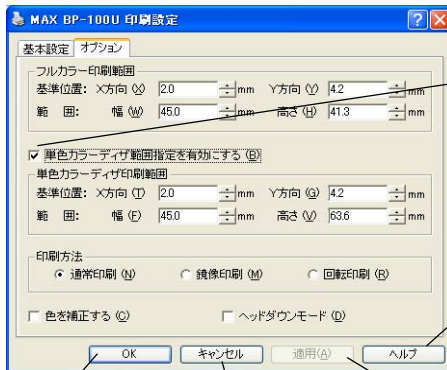 MAX BP-100U 印刷設定
基本設定 オプション
フルカラー印刷範囲
基準位置: X方向 (X) 2.0 mm Y方向 (Y) 4.2 mm
範 囲: 幅 (W) 45.0 mm 高さ (H) 41.3 mm
単色カラーディザ範囲指定を有効にする (B)
単色カラーディザ印刷範囲
基準位置: X方向 (T) 2.0 mm Y方向 (G) 4.2 mm
範 囲: 幅 (F) 45.0 mm 高さ (V) 63.6 mm
印刷方法
通常印刷 (N) 鏡像印刷 (M) 回転印刷 (R)
色を補正する (C) ヘッドダウンモード (D)
OK キャンセル 適用(A) ヘルプ